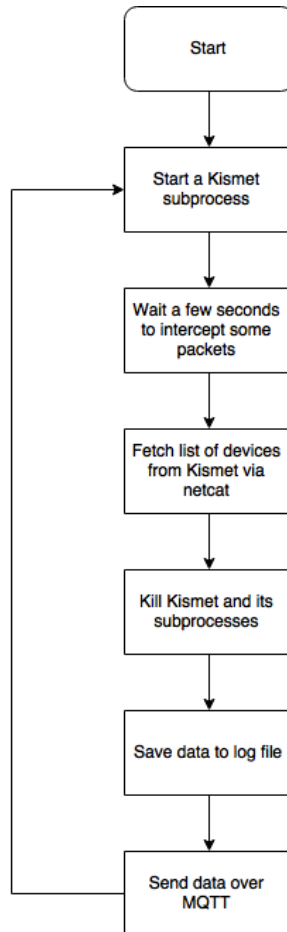 Start
Start a Kismet
subprocess
Wait a few seconds
to intercept some
packets
Fetch list of devices
from Kismet via
netcat
Kill Kismet and its
subprocesses
Save data to log file
Send data over
MQTT